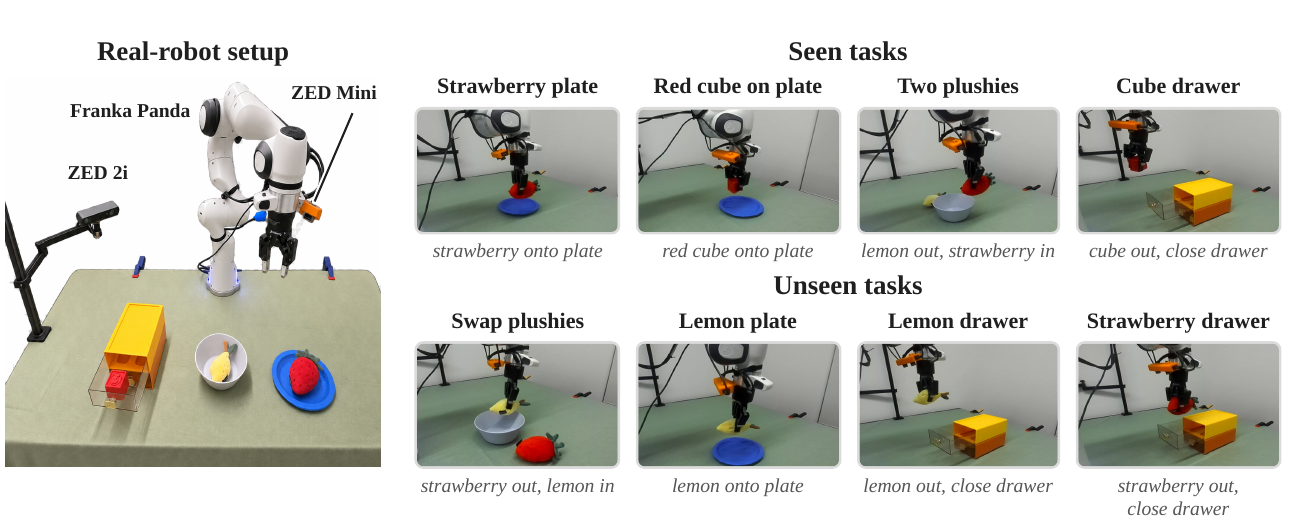 Real-robot setup
Franka Panda
ZED Mini
ZED 2i
Seen tasks
Strawberry plate
Red cube on plate
Two plushies
Cube drawer
strawberry onto plate
red cube onto plate
lemon out, strawberry in
cube out, close drawer
Unseen tasks
Swap plushies
Lemon plate
Lemon drawer
Strawberry drawer
strawberry out, lemon in
lemon onto plate
lemon out, close drawer
strawberry out,
close drawer